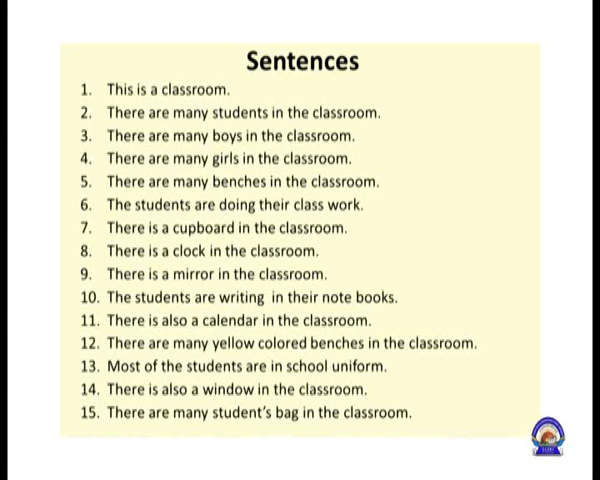 Sentences
1. This is a classroom.
2. There are many students in the classroom.
3. There are many boys in the classroom.
4. There are many girls in the classroom.
5. There are many benches in the classroom.
6. The students are doing their class work.
7. There is a cupboard in the classroom.
8. There is a clock in the classroom.
9. There is a mirror in the classroom.
10. The students are writing in their note books.
11. There is also a calendar in the classroom.
12. There are many yellow colored benches in the classroom.
13. Most of the students are in school uniform.
14. There is also a window in the classroom.
15. There are many student's bag in the classroom.